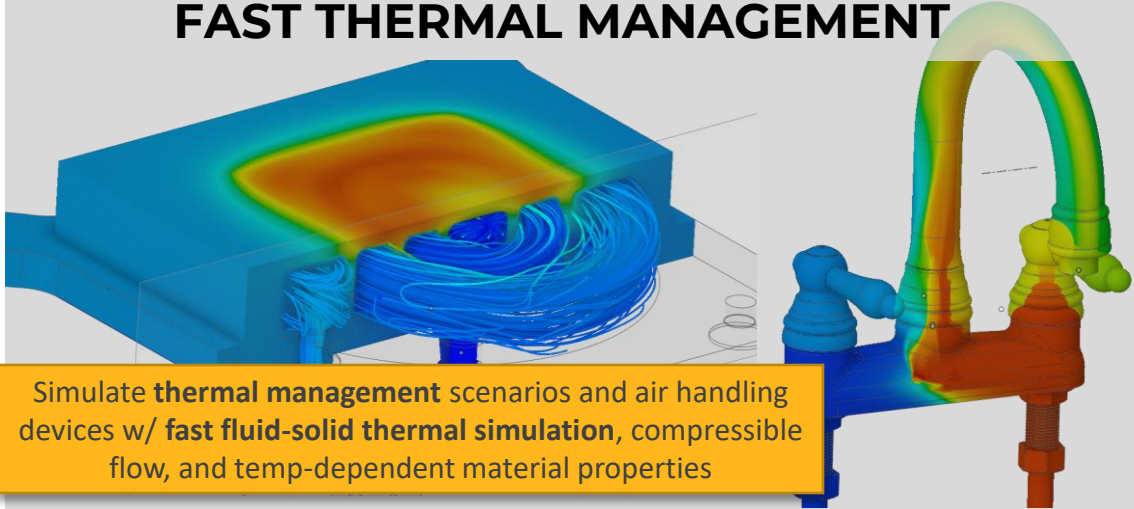 FAST THERMAL MANAGEMENT
Simulate thermal management scenarios and air handling
devices w/ fast fluid-solid thermal simulation, compressible
flow, and temp-dependent material properties